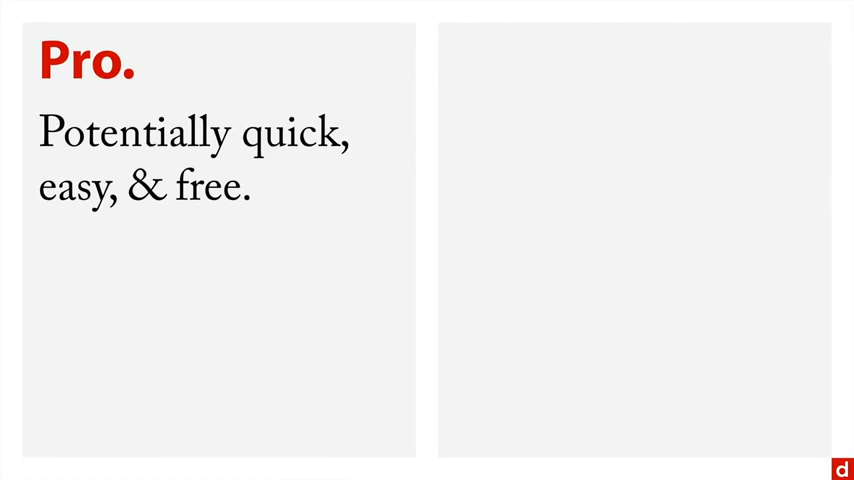 Pro.
Potentially quick,
easy, & free.
d